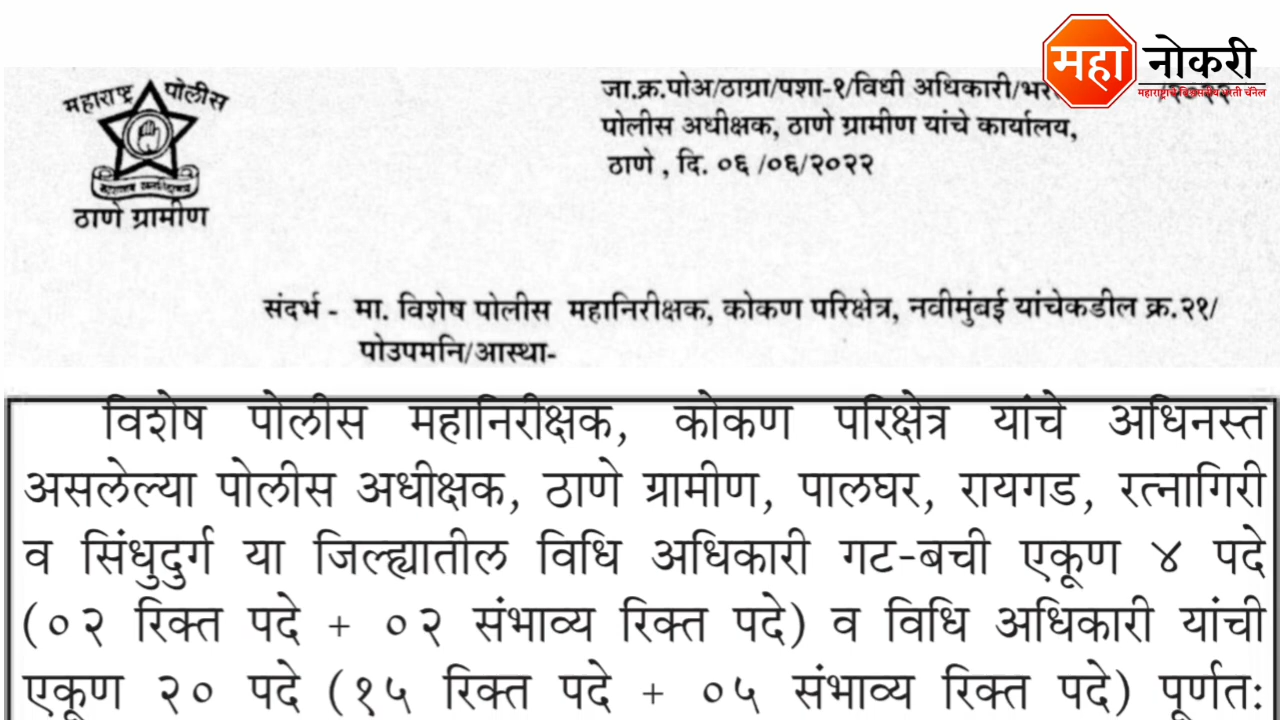 महा नोकरी
महाराष्ट्र पोलीस
ठाणे ग्रामीण
जा.क्र.पोअ/ठाग्रा/पशा-१/विधी अधिकारी/भर /२०२२
पोलीस अधीक्षक, ठाणे ग्रामीण यांचे कार्यालय,
ठाणे , दि. ०६ /०६/२०२२
संदर्भ - मा. विशेष पोलीस महानिरीक्षक, कोकण परिक्षेत्र, नवीमुंबई यांचेकडील क्र.२१/
पोउपमनि/आस्था-
विशेष पोलीस महानिरीक्षक, कोकण परिक्षेत्र यांचे अधिनस्त
असलेल्या पोलीस अधीक्षक, ठाणे ग्रामीण, पालघर, रायगड, रत्नागिरी
व सिंधुदुर्ग या जिल्ह्यातील विधि अधिकारी गट-बची एकूण ४ पदे
(०२ रिक्त पदे + ०२ संभाव्य रिक्त पदे) व विधि अधिकारी यांची
एकूण २० पदे (१५ रिक्त पदे + ०५ संभाव्य रिक्त पदे) पूर्णत: